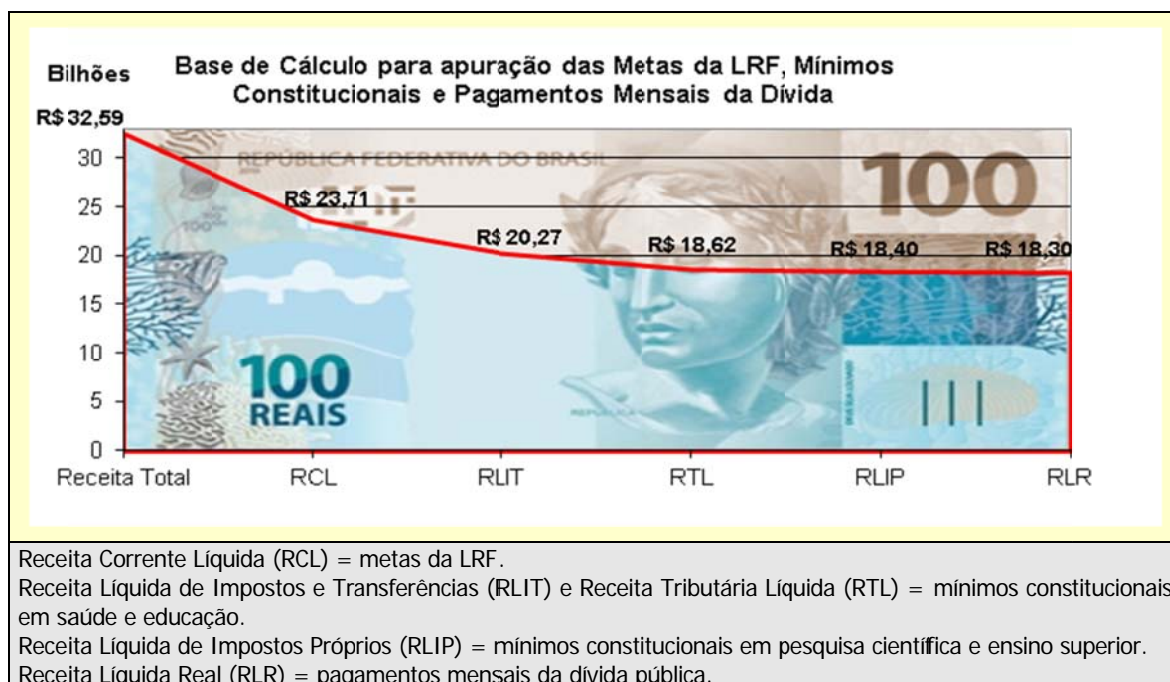 Bilhões
Base de Cálculo para apuração das Metas da LRF, Mínimos
Constitucionais e Pagamentos Mensais da Dívida
R$ 32,59
30
25
20
15
10
5
0
REPÚBLICA FEDERATIVA DO BRASIL
100
R$ 23,71
R$ 20,27
R$ 18,62
R$ 18,40
R$ 18,30
100
REAIS
Receita Total
RCL
RLIT
RTL
RLIP
RLR
Receita Corrente Líquida (RCL) = metas da LRF.
Receita Líquida de Impostos e Transferências (RLIT) e Receita Tributária Líquida (RTL) = mínimos constitucionais
em saúde e educação.
Receita Líquida de Impostos Próprios (RLIP) = mínimos constitucionais em pesquisa científica e ensino superior.
Receita Líquida Real (RLR) = pagamentos mensais da dívida pública.